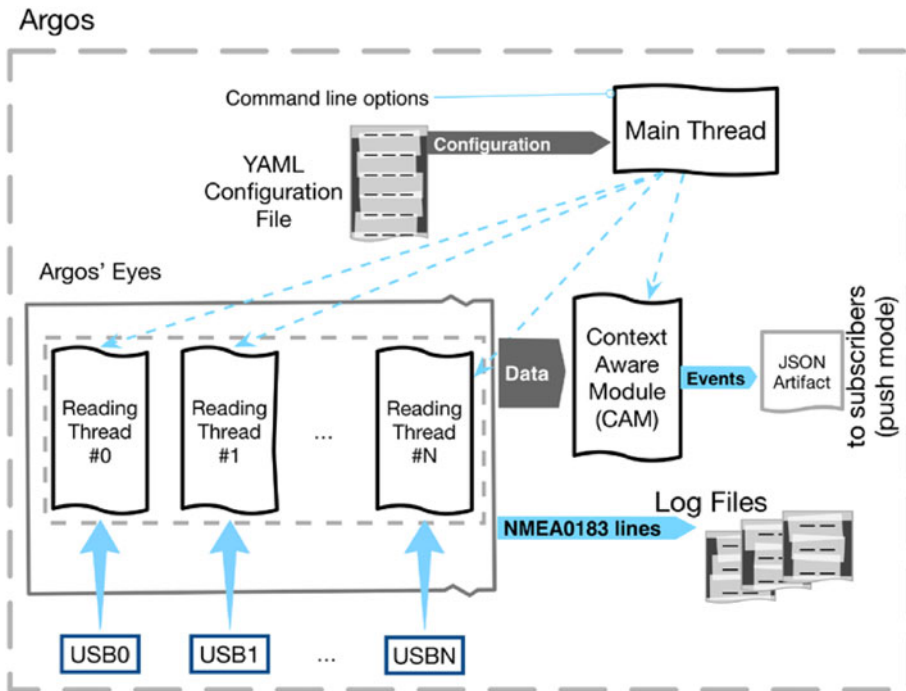 Argos
Command line options
Main Thread
Configuration
YAML
Configuration
File
Argos' Eyes
Reading
Thread
#0
Reading
Thread
#1
...
Reading
Thread
#N
Data
Context
Aware
Module
(CAM)
Events
JSON
Artifact
to subscribers
(push mode)
NMEA0183 lines
Log Files
USB0
USB1
...
USBN